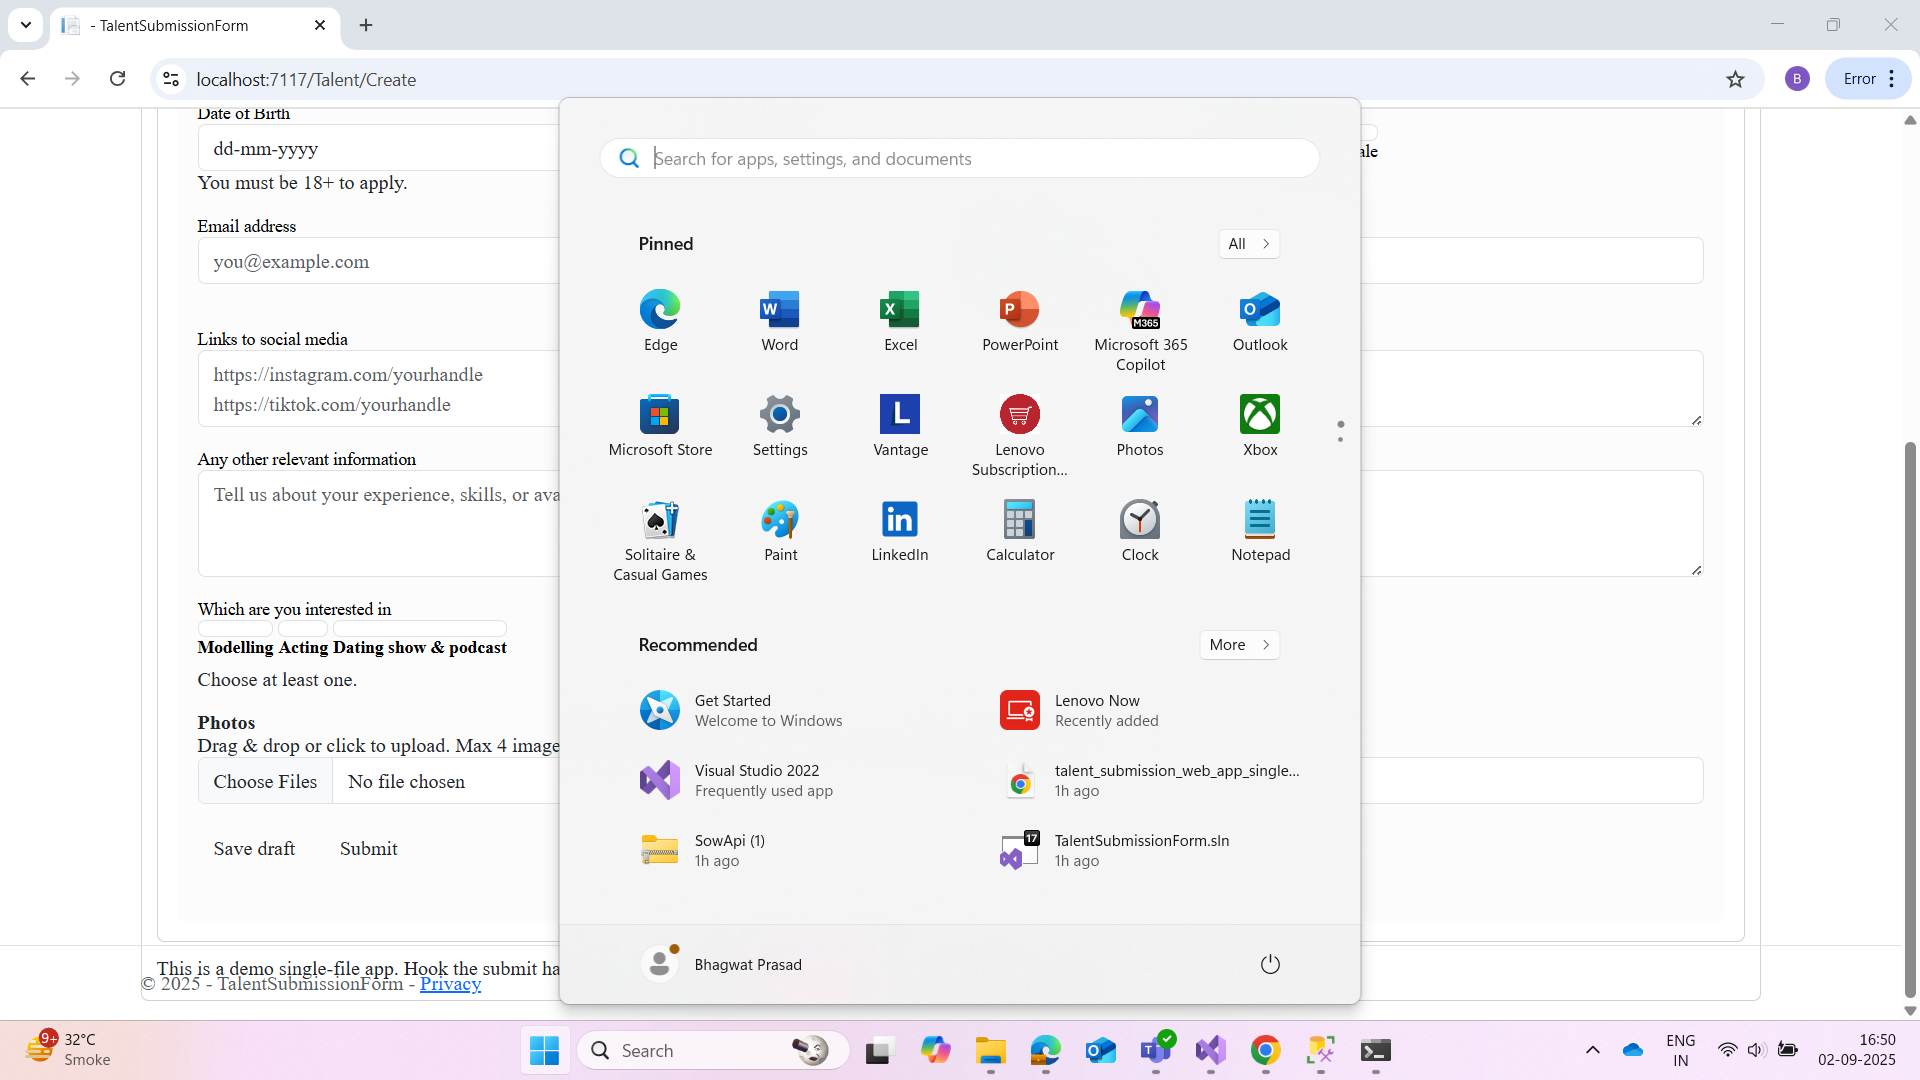 - TalentSubmissionForm
localhost:7117/Talent/Create
B
Error
Date of Birth
dd-mm-yyyy
You must be 18+ to apply.
Email address
you@example.com
Links to social media
https://instagram.com/yourhandle
https://tiktok.com/yourhandle
Any other relevant information
Tell us about your experience, skills, or ava
Which are you interested in
Modelling Acting Dating show & podcast
Choose at least one.
Photos
Drag & drop or click to upload. Max 4 image
Choose Files No file chosen
Save draft Submit
This is a demo single-file app. Hook the submit ha
© 2025 - TalentSubmissionForm - Privacy
ale
Search for apps, settings, and documents
Pinned
All
Edge
Word
Excel
PowerPoint
M365
Microsoft 365
Copilot
Outlook
Microsoft Store
Settings
Vantage
Lenovo
Subscription...
Photos
Xbox
Solitaire &
Casual Games
Paint
LinkedIn
Calculator
Clock
Notepad
Recommended
More
Get Started
Welcome to Windows
Lenovo Now
Recently added
Visual Studio 2022
Frequently used app
talent_submission_web_app_single...
1h ago
SowApi (1)
1h ago
17
TalentSubmissionForm.sln
1h ago
Bhagwat Prasad
9+
32°C
Smoke
Search
ENG
IN
16:50
02-09-2025